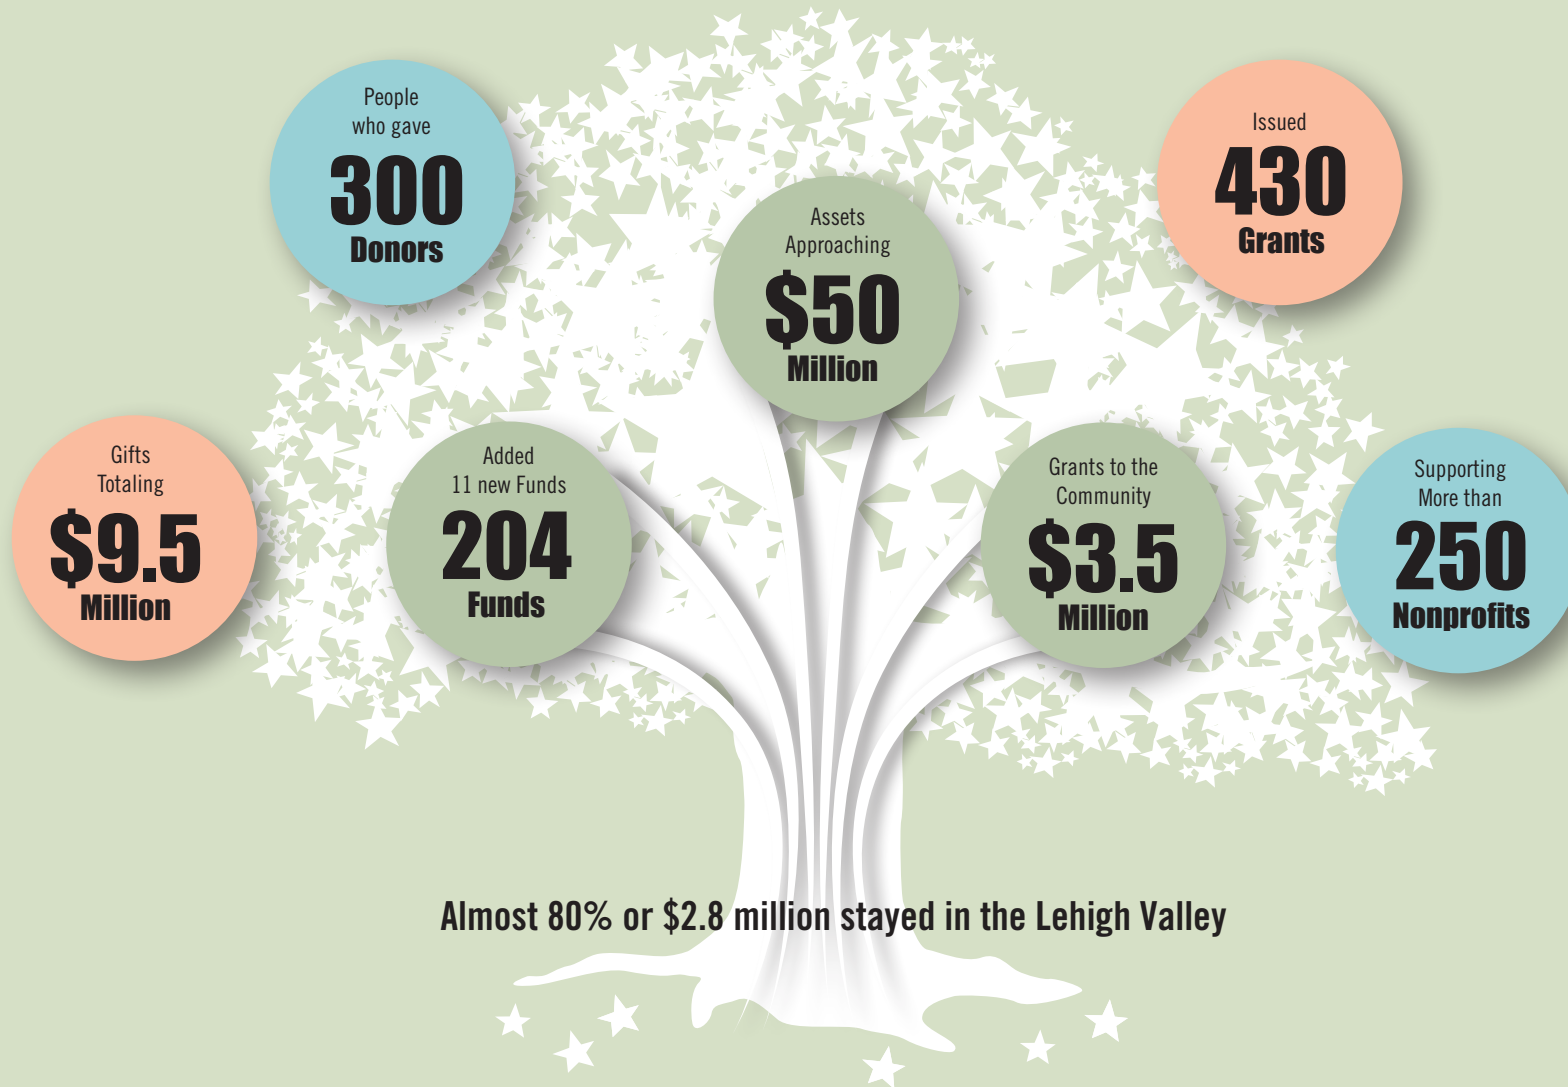 People
who gave
300
Donors
Issued
430
Grants
Assets
Approaching
$50
Million
Gifts
Totaling
$9.5
Million
Added
11 new Funds
204
Funds
Grants to the
Community
$3.5
Million
Supporting
More than
250
Nonprofits
Almost 80% or $2.8 million stayed in the Lehigh Valley